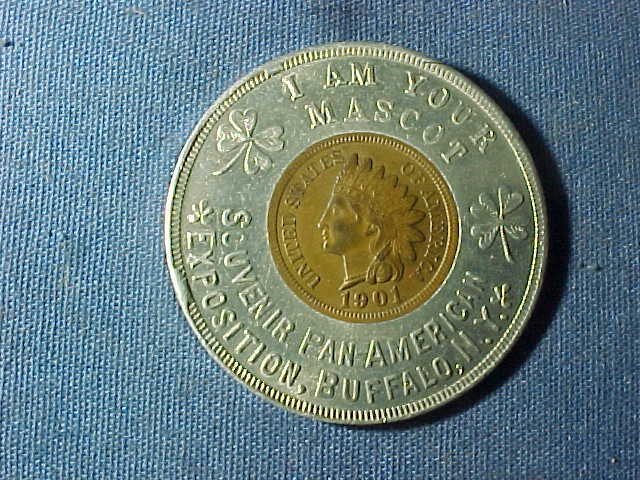 I AM YOUR
MASCOT
UNITED STATES OF AMERICA
1901
SOUVENIR PAN AMERICAN
EXPOSITION, BUFFALO, N.Y.